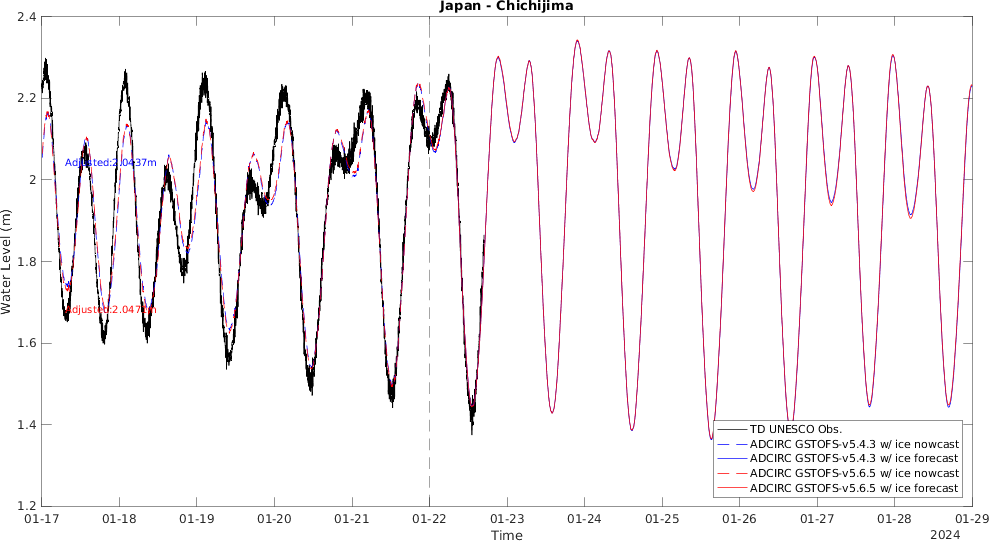 Japan - Chichijima
2.4
2.2
2
1.8
1.6
1.4
1.2
Water Level (m)
Adjusted:2.0437m
TD UNESCO Obs.
ADCIRC GSTOFS-v5.4.3 w/ ice nowcast
ADCIRC GSTOFS-v5.4.3 w/ ice forecast
ADCIRC GSTOFS-v5.6.5 w/ ice nowcast
ADCIRC GSTOFS-v5.6.5 w/ ice forecast
01-17 01-18 01-19 01-20 01-21 01-22 01-23 01-24 01-25 01-26 01-27 01-28 01-29
Time
2024